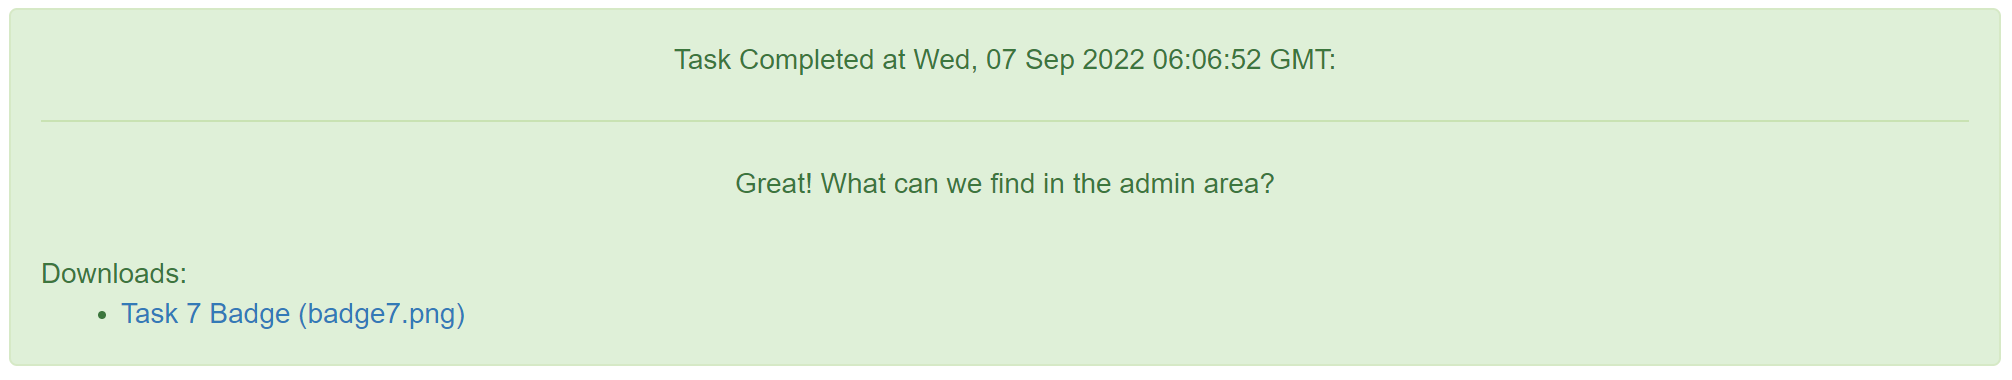 Task Completed at Wed, 07 Sep 2022 06:06:52 GMT:
Great! What can we find in the admin area?
Downloads:
• Task 7 Badge (badge7.png)